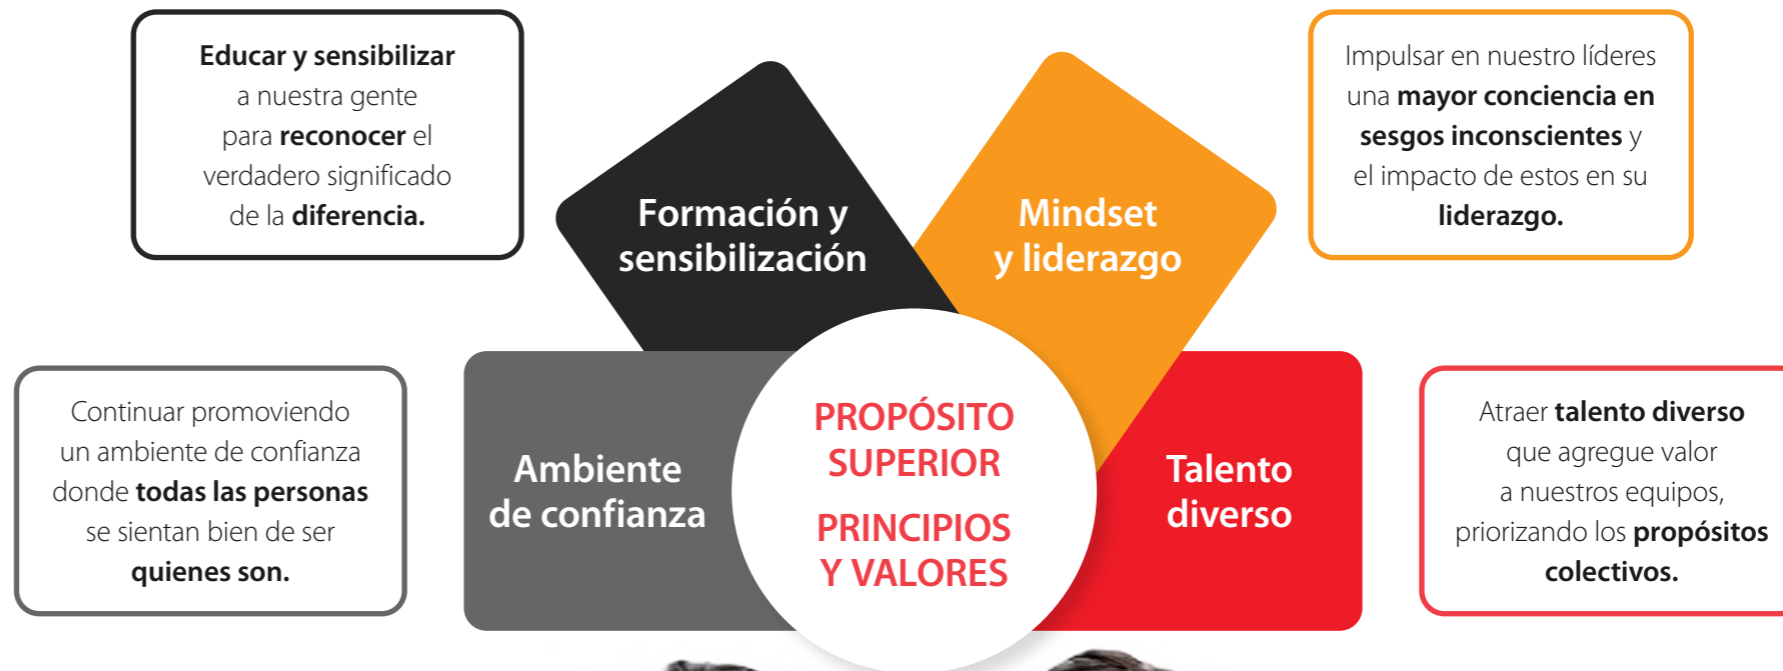 Educar y sensibilizar
a nuestra gente
para reconocer el
verdadero significado
de la diferencia.
Formación y
sensibilización
Mindset
y liderazgo
Impulsar en nuestro líderes
una mayor conciencia en
sesgos inconscientes y
el impacto de estos en su
liderazgo.
Continuar promoviendo
un ambiente de confianza
donde todas las personas
se sientan bien de ser
quienes son.
Ambiente
de confianza
PROPÓSITO
SUPERIOR
PRINCIPIOS
Y VALORES
Talento
diverso
Atraer talento diverso
que agregue valor
a nuestros equipos,
priorizando los propósitos
colectivos.